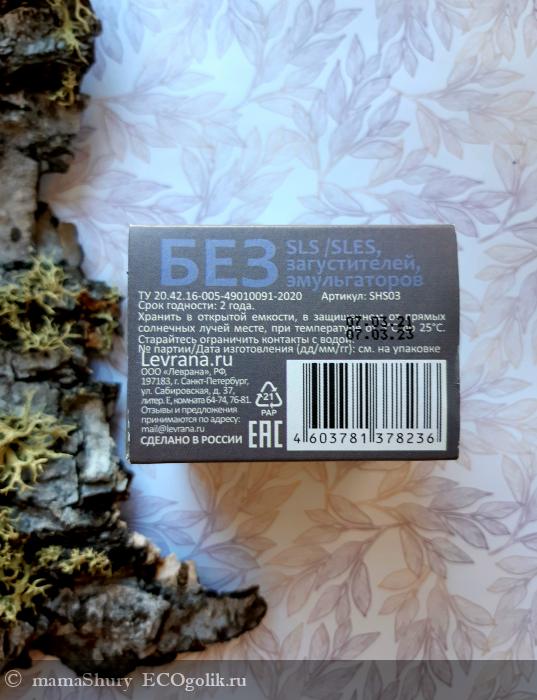 БЕЗ
SLS /SLES,
загустителей,
эмульгаторов
ТУ 20.42.16-005-49010091-2020 Артикул: SHS03
Срок годности: 2 года.
Хранить в открытой емкости, в защищенном от прямых
07.03.21
солнечных лучей месте, при температуре от 25°C.
07.03.23
Старайтесь ограничить контакты с водой.
№ партии/Дата изготовления (дд/мм/гг): см. на упаковке
Levrana.ru
ООО «Леврана», РФ,
197183, г. Санкт-Петербург,
ул. Сабировская, д. 37,
литер. Е, комната 64-74, 76-81.
Отзывы и предложения
принимаются по адресу:
mail@levrana.ru
СДЕЛАНО В РОССИИ
21
PAP
EAC
4 603781 378236
© mamaShury ECOgolik.ru